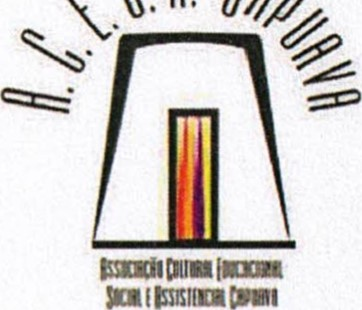 A.C.E.S.A. CAPUAVA
ASSOCIAÇÃO CULTURAL EDUCACIONAL
SOCIAL E ASSISTENCIAL CAPUAVA